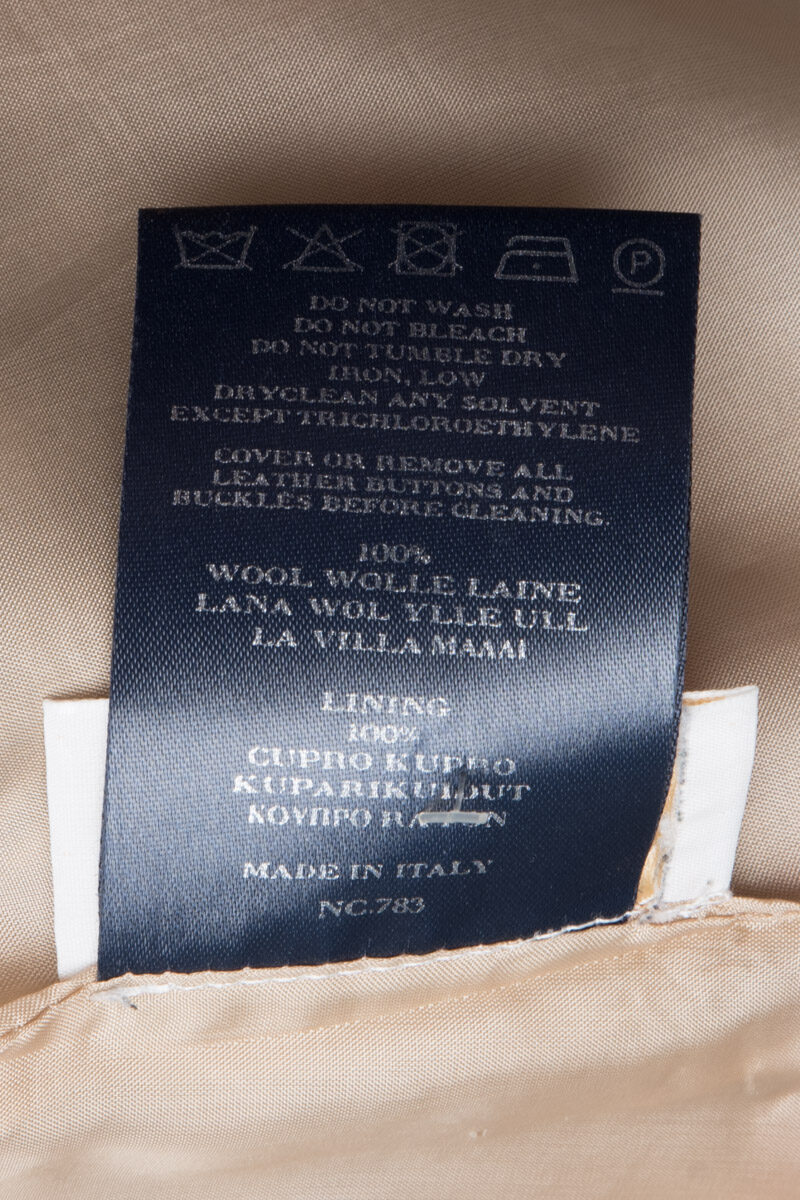 P
DO NOT WASH
DO NOT BLEACH
DO NOT TUMBLE DRY
IRON, LOW
DRYCLEAN ANY SOLVENT
EXCEPT TRICHLOROETHYLENE
COVER OR REMOVE ALL
LEATHER BUTTONS AND
BUCKLES BEFORE CLEANING.
100%
WOOL WOLLE LAINE
LANA WOL YLLE ULL
LA VILLA ΜΑΛΛΙ
LINING
100%
CUPRO KUPRO
ΚΟΥΠΡΟ
MADE IN ITALY
NC.783